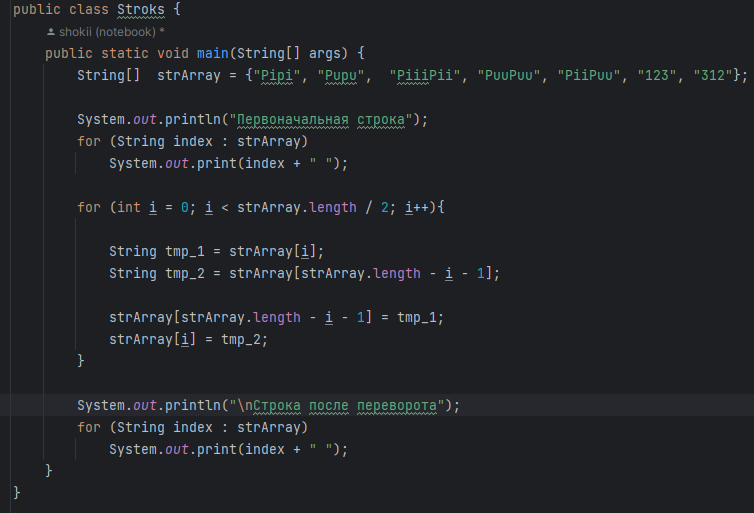 public class Stroks {
shokii (notebook) *
public static void main(String[] args) {
String[]  strArray = {"Pipi", "Pupu",  "PiiiPii", "PuuPuu", "PiiPuu", "123", "312"};
System.out.println("Первоначальная строка");
for (String index : strArray)
System.out.print(index + " ");
for (int i = 0; i < strArray.length / 2; i++){
String tmp_1 = strArray[i];
String tmp_2 = strArray[strArray.length - i - 1];
strArray[strArray.length - i - 1] = tmp_1;
strArray[i] = tmp_2;
}
System.out.println("\nСтрока после переворота");
for (String index : strArray)
System.out.print(index + " ");
}
}